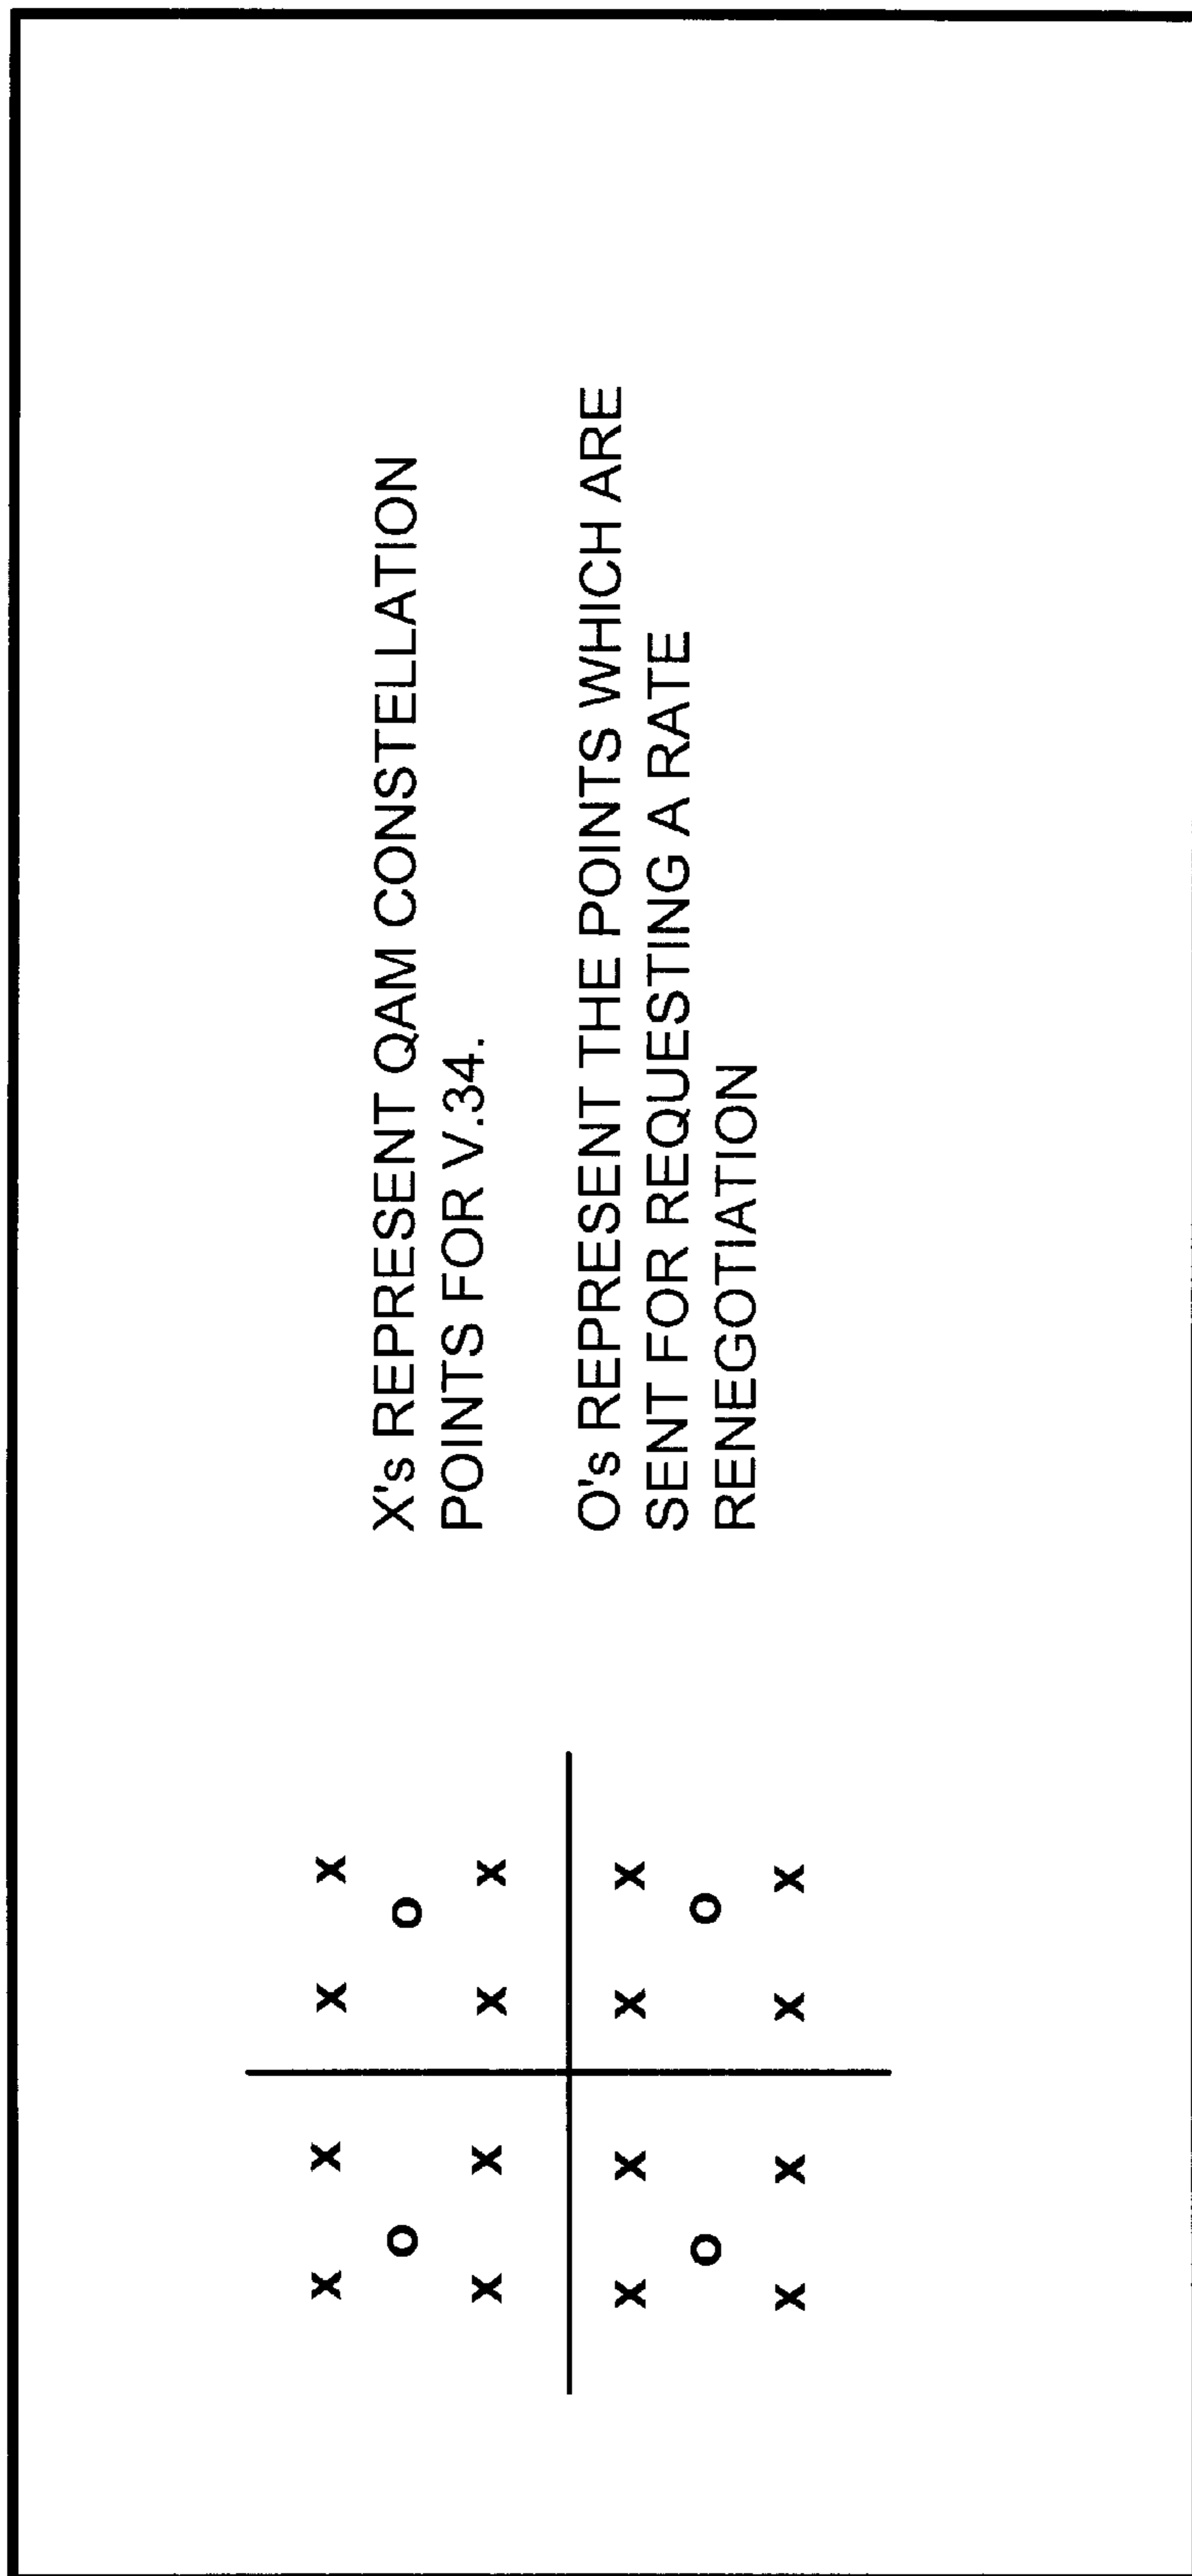 X's REPRESENT QAM CONSTELLATION
POINTS FOR V.34.
O's REPRESENT THE POINTS WHICH ARE
SENT FOR REQUESTING A RATE
RENEGOTIATION
x x x x
o o
x x x x
x x x x
o o
x x x x